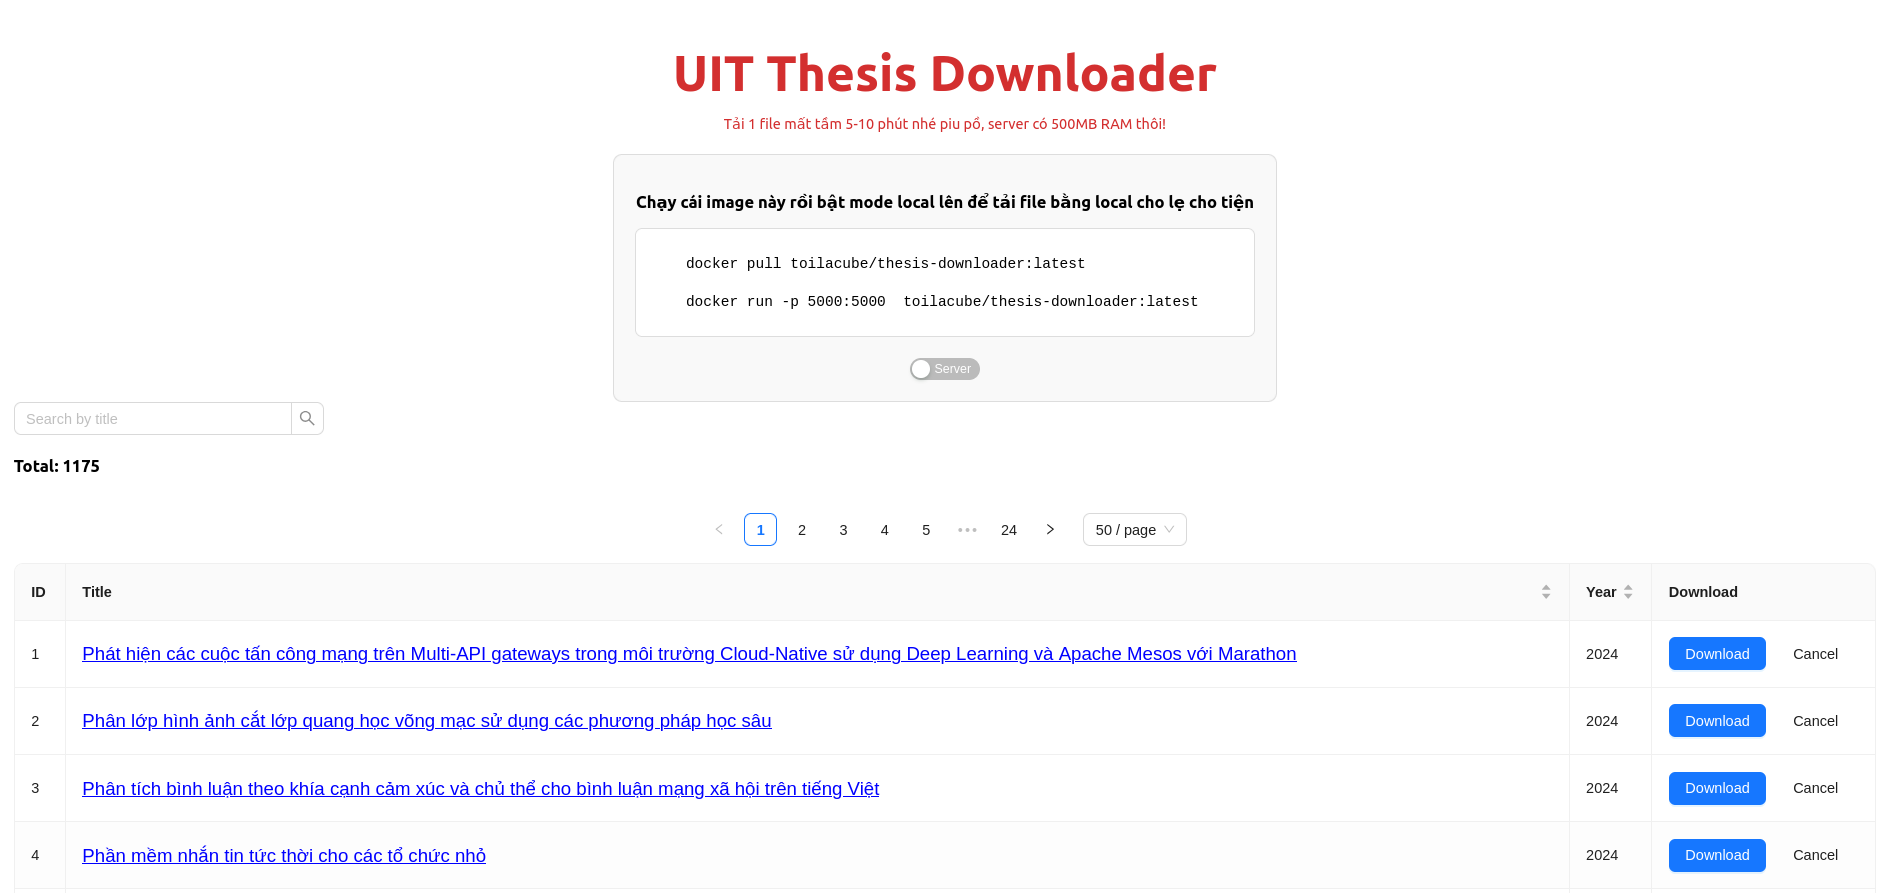 UIT Thesis Downloader
Tải 1 file mất tầm 5-10 phút nhé piu pồ, server có 500MB RAM thôi!
Chạy cái image này rồi bật mode local lên để tải file bằng local cho lẹ cho tiện
docker pull toilacube/thesis-downloader:latest
docker run -p 5000:5000  toilacube/thesis-downloader:latest
Server
Search by title
Total: 1175
1 2 3 4 5 ••• 24 50 / page
ID Title Year Download
1 Phát hiện các cuộc tấn công mạng trên Multi-API gateways trong môi trường Cloud-Native sử dụng Deep Learning và Apache Mesos với Marathon 2024 Download Cancel
2 Phân lớp hình ảnh cắt lớp quang học võng mạc sử dụng các phương pháp học sâu 2024 Download Cancel
3 Phân tích bình luận theo khía cạnh cảm xúc và chủ thể cho bình luận mạng xã hội trên tiếng Việt 2024 Download Cancel
4 Phần mềm nhắn tin tức thời cho các tổ chức nhỏ 2024 Download Cancel